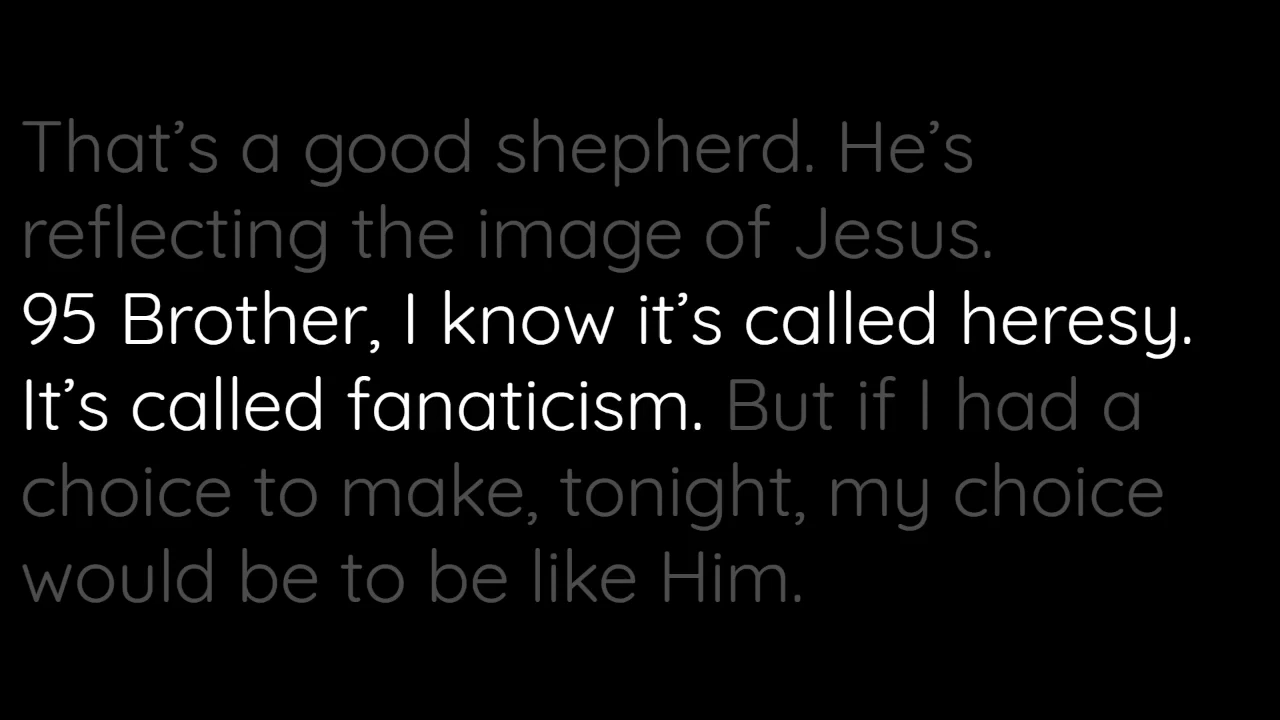 That’s a good shepherd. He’s
reflecting the image of Jesus.
95 Brother, I know it’s called heresy.
It’s called fanaticism. But if I had a
choice to make, tonight, my choice
would be to be like Him.